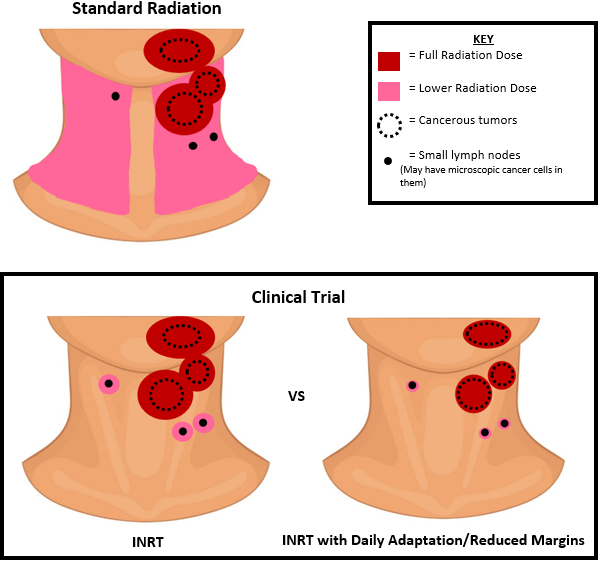 Standard Radiation
KEY
= Full Radiation Dose
= Lower Radiation Dose
= Cancerous tumors
= Small lymph nodes
(May have microscopic cancer cells in
them)
Clinical Trial
VS
INRT
INRT with Daily Adaptation/Reduced Margins